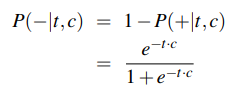 P(−|t,c) = 1−P(+|t,c)
= e^{−t·c} / (1+e^{−t·c})